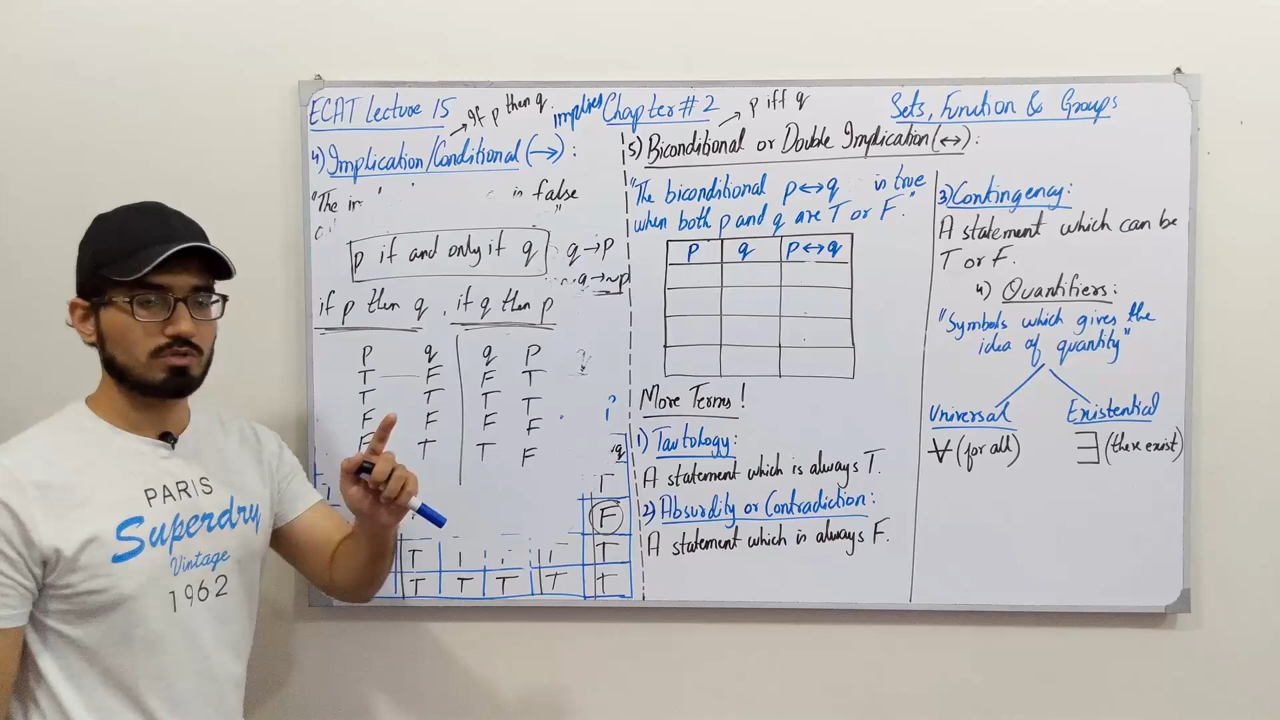 ECAT Lecture 15
If p then q
implies
Chapter # 2
p iff q
Sets, Function & Groups
4) Implication/Conditional (→) :
"The
is false
"
p if and only if q
q → p
q → ~p
if p then q , if q then p
p q q p
T F F T
T T T T
F F F F
F T T F
q
T
F
T
T T T T T
5) Biconditional or Double Implication (↔) :
"The biconditional p ↔ q is true
when both p and q are T or F."
p q p ↔ q
More Terms !
1) Tautology:
A statement which is always T.
2) Absurdity or Contradiction:
A statement which is always F.
3) Contingency:
A statement which can be
T or F.
4) Quantifiers:
"Symbols which gives the
idea of quantity"
Universal Existential
∀ (for all) ∃ (there exist)
PARIS
Superdry
Vintage
1962